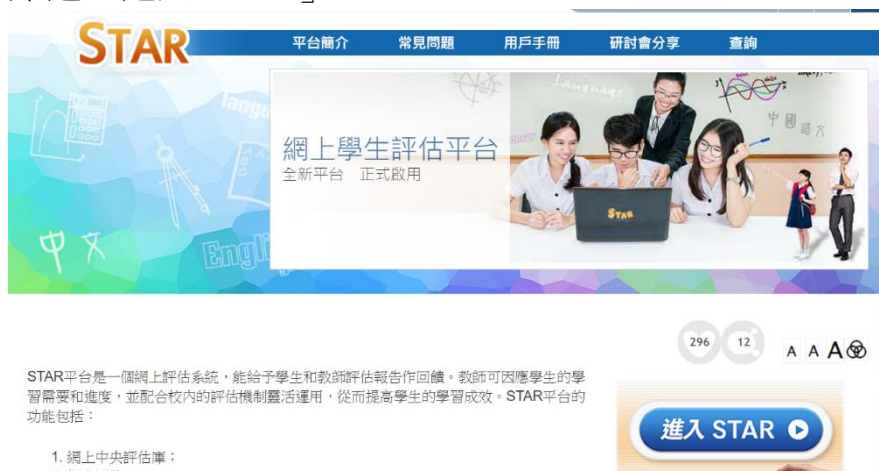 STAR
平台簡介 常見問題 用戶手冊 研討會分享 查詢
網上學生評估平台
全新平台 正式啟用
Language
中國語文
STAR
中文
English
296 12 A A A
STAR平台是一個網上評估系統,能給予學生和教師評估報告作回饋。教師可因應學生的學
習需要和進度,並配合校內的評估機制靈活運用,從而提高學生的學習成效。STAR平台的
功能包括:
進入 STAR
1. 網上中央評估庫;